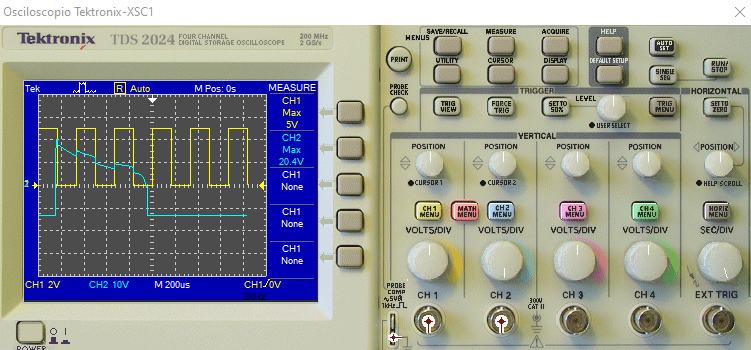 Osciloscopio Tektronix-XSC1
Tektronix
TDS 2024
FOUR CHANNEL
DIGITAL STORAGE OSCILLOSCOPE
200 MHz
2 GS/s
Tek
R
Auto
M Pos: 0s
MEASURE
CH1
Max
5V
CH2
Max
20.4V
CH1
None
CH1
None
CH1
None
CH1 2V
CH2 10V
M 200us
CH1/0V
POWER
MENUS
SAVE/RECALL
MEASURE
ACQUIRE
UTILITY
CURSOR
DISPLAY
HELP
DEFAULT SETUP
AUTO
SET
SINGLE
SEQ
RUN/
STOP
PRINT
PROBE
CHECK
TRIGGER
TRIG
VIEW
FORCE
TRIG
SET TO
50%
LEVEL
USER SELECT
TRIG
MENU
HORIZONTAL
SET TO
ZERO
VERTICAL
POSITION
POSITION
POSITION
POSITION
POSITION
CURSOR 1
CURSOR 2
HELP SCROLL
CH 1
MENU
MATH
MENU
CH 2
MENU
CH 3
MENU
CH 4
MENU
HORIZ
MENU
VOLTS/DIV
VOLTS/DIV
VOLTS/DIV
VOLTS/DIV
SEC/DIV
PROBE
COMP
~5V
1kHz
CH 1
CH 2
300V
CAT II
CH 3
CH 4
EXT TRIG